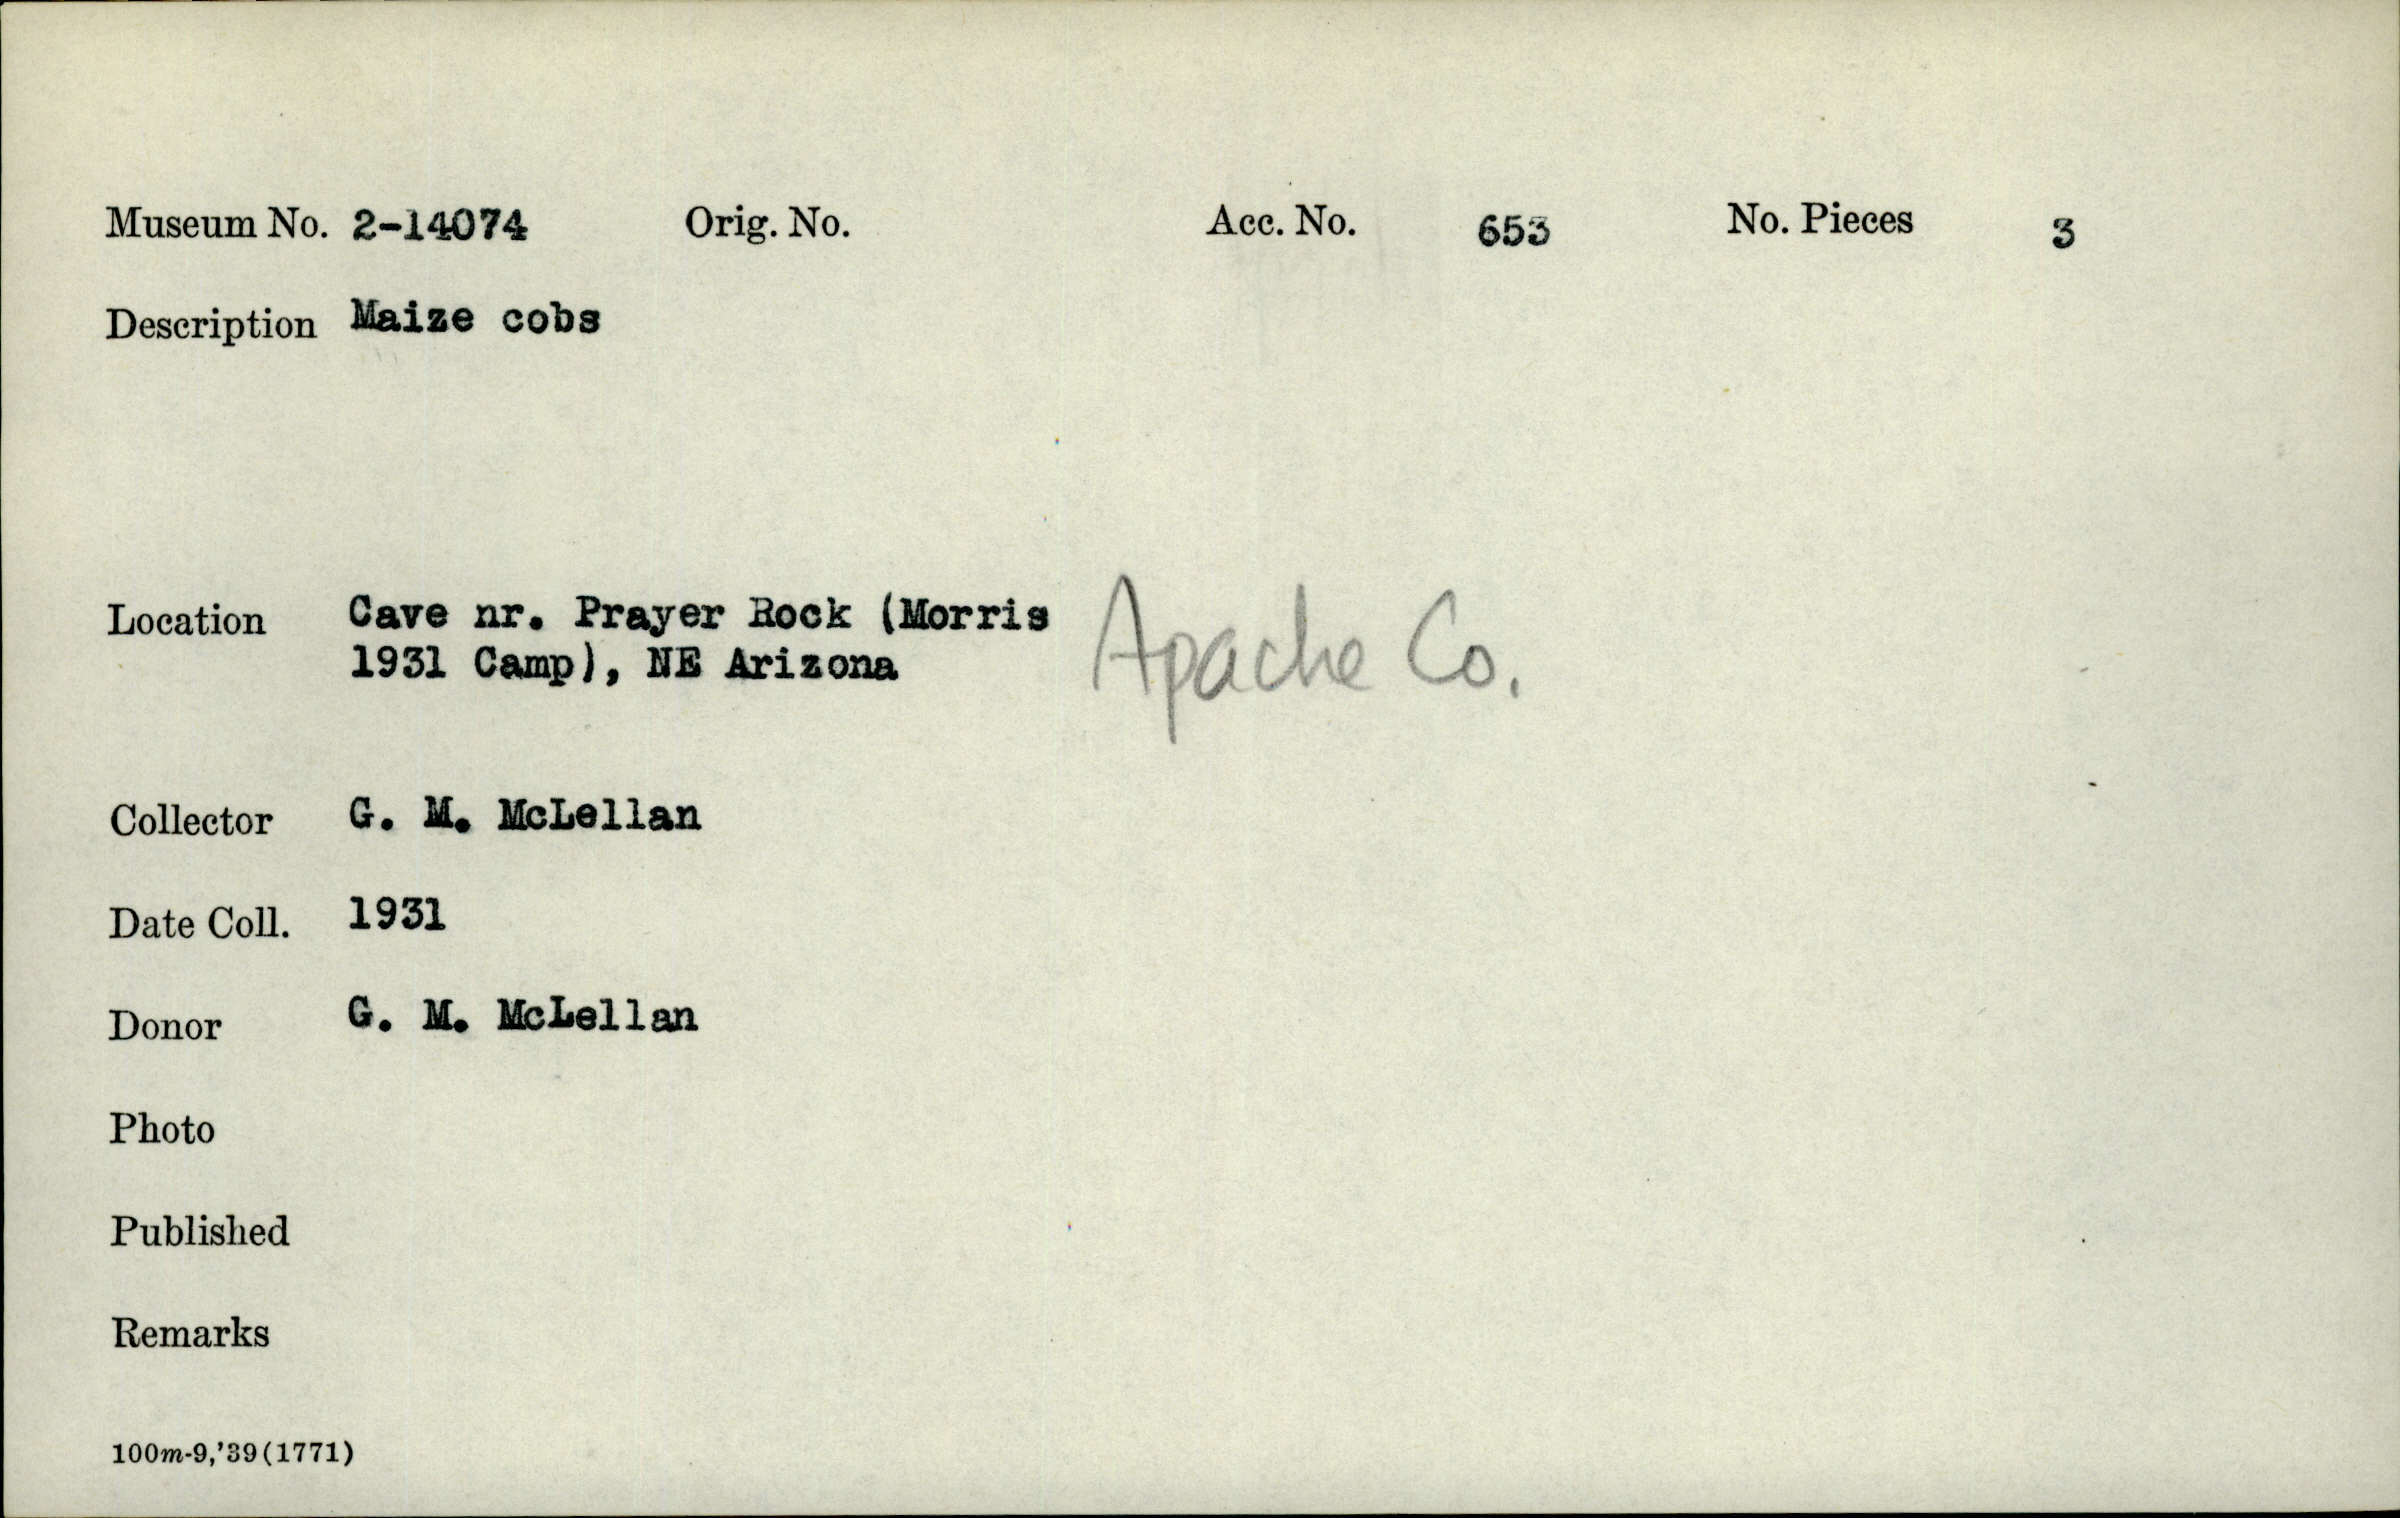 Museum No. 2-14074 Orig. No. Acc. No. 653 No. Pieces 3
Description Maize cobs
Location Cave nr. Prayer Rock (Morris
1931 Camp), NE Arizona
Apache Co.
Collector G. M. McLellan
Date Coll. 1931
Donor G. M. McLellan
Photo
Published
Remarks
100m-9,'39(1771)